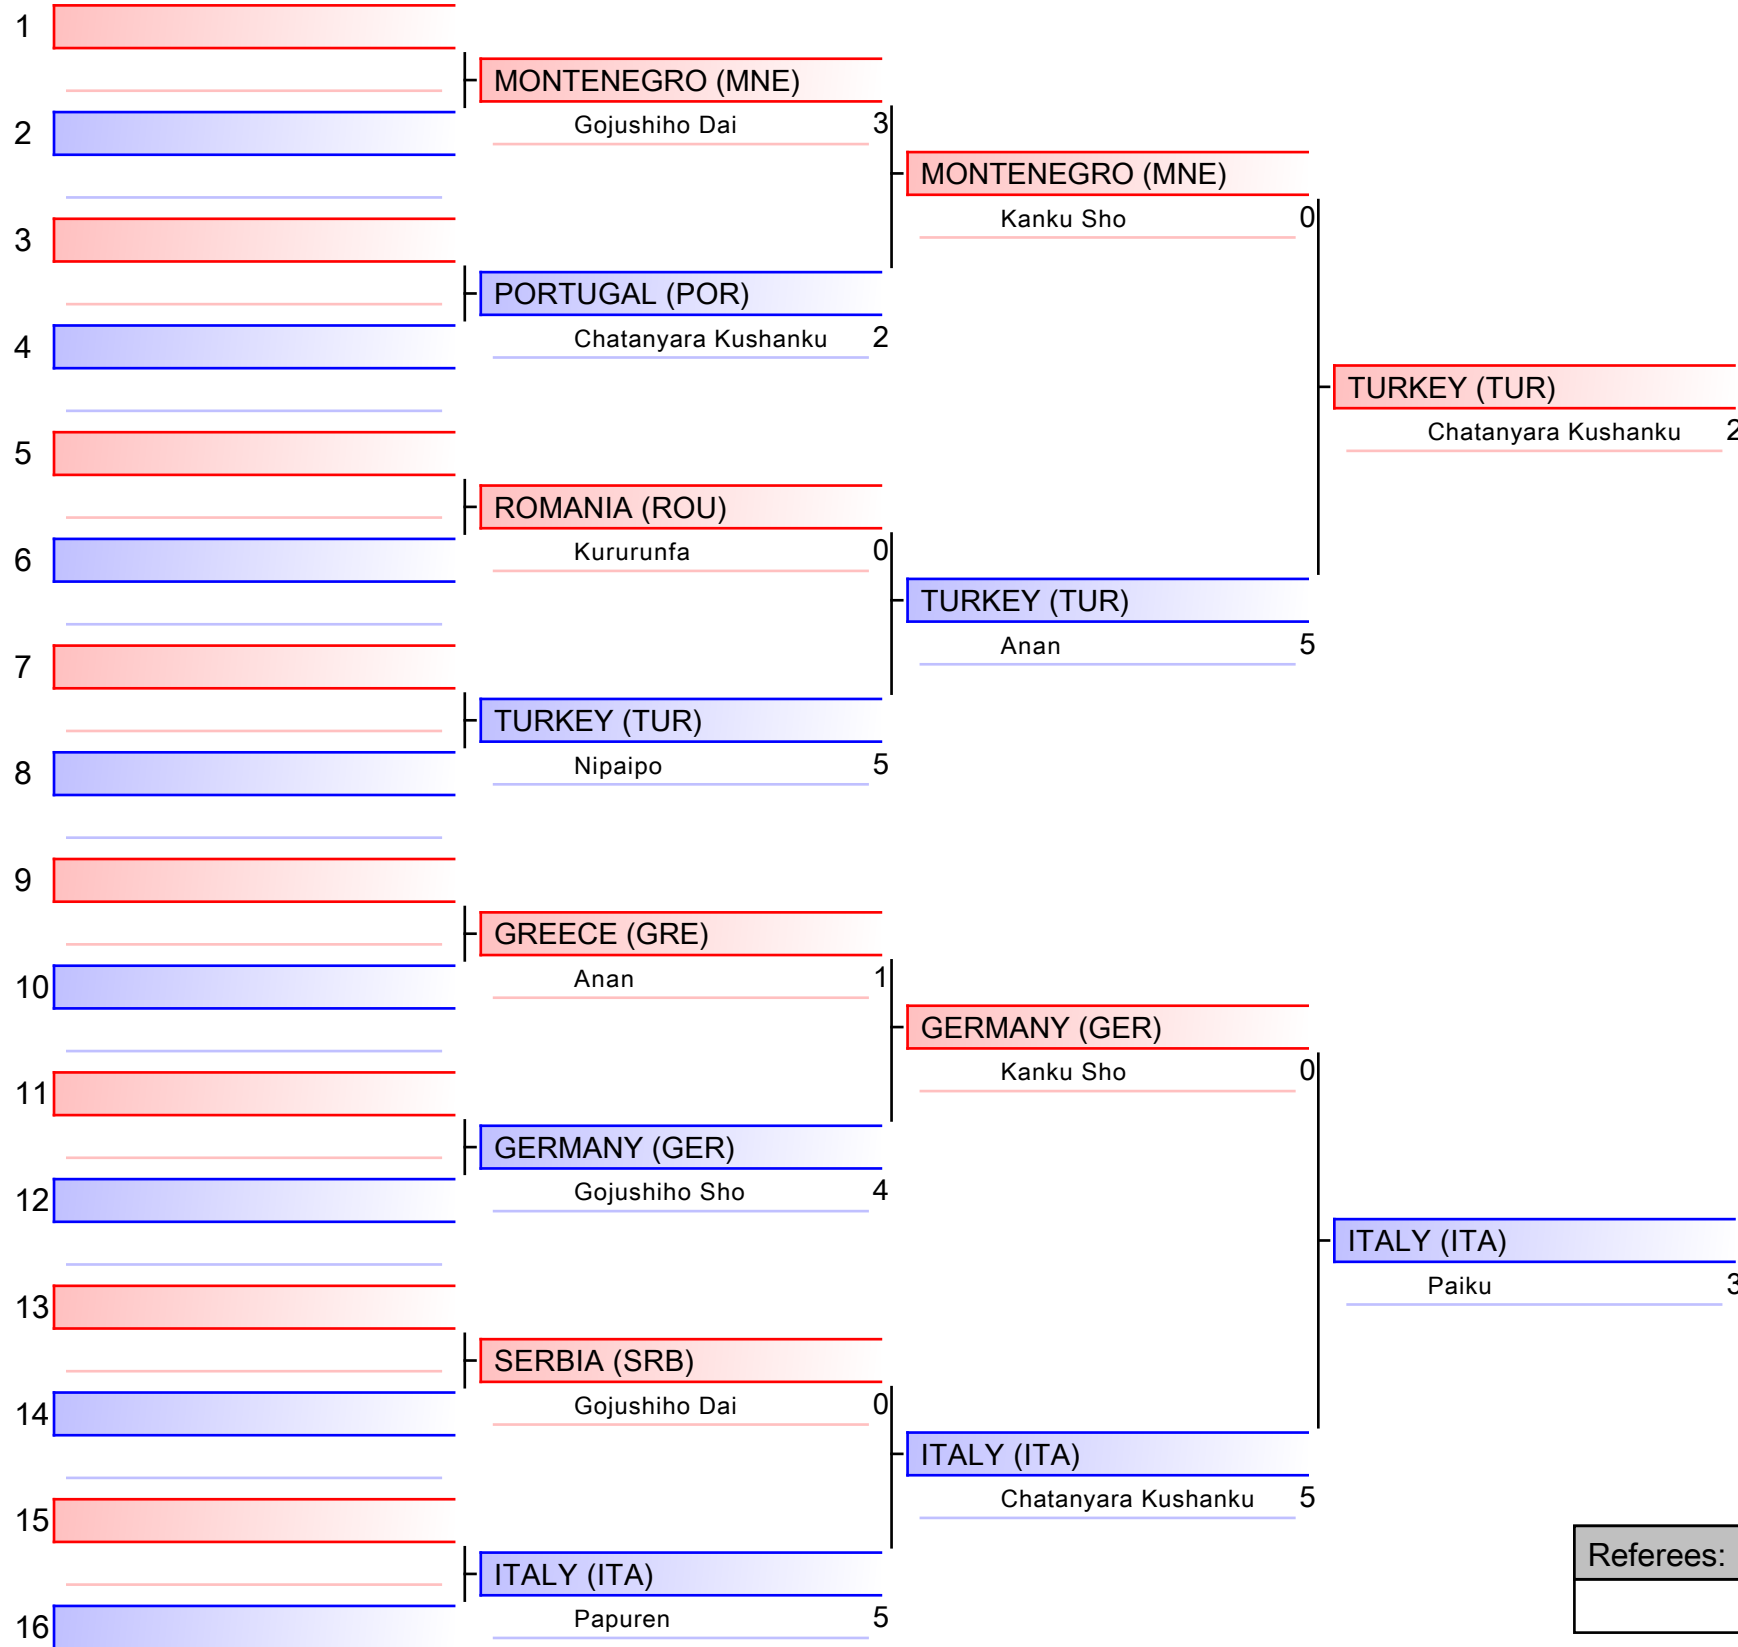 1
MONTENEGRO (MNE)
Gojushiho Dai 3
2
MONTENEGRO (MNE)
Kanku Sho 0
3
PORTUGAL (POR)
Chatanyara Kushanku 2
4
TURKEY (TUR)
Chatanyara Kushanku 2
5
ROMANIA (ROU)
Kururunfa 0
6
TURKEY (TUR)
Anan 5
7
TURKEY (TUR)
Nipaipo 5
8
9
GREECE (GRE)
Anan 1
10
GERMANY (GER)
Kanku Sho 0
11
GERMANY (GER)
Gojushiho Sho 4
12
ITALY (ITA)
Paiku 3
13
SERBIA (SRB)
Gojushiho Dai 0
14
ITALY (ITA)
Chatanyara Kushanku 5
15
Referees:
ITALY (ITA)
Papuren 5
16